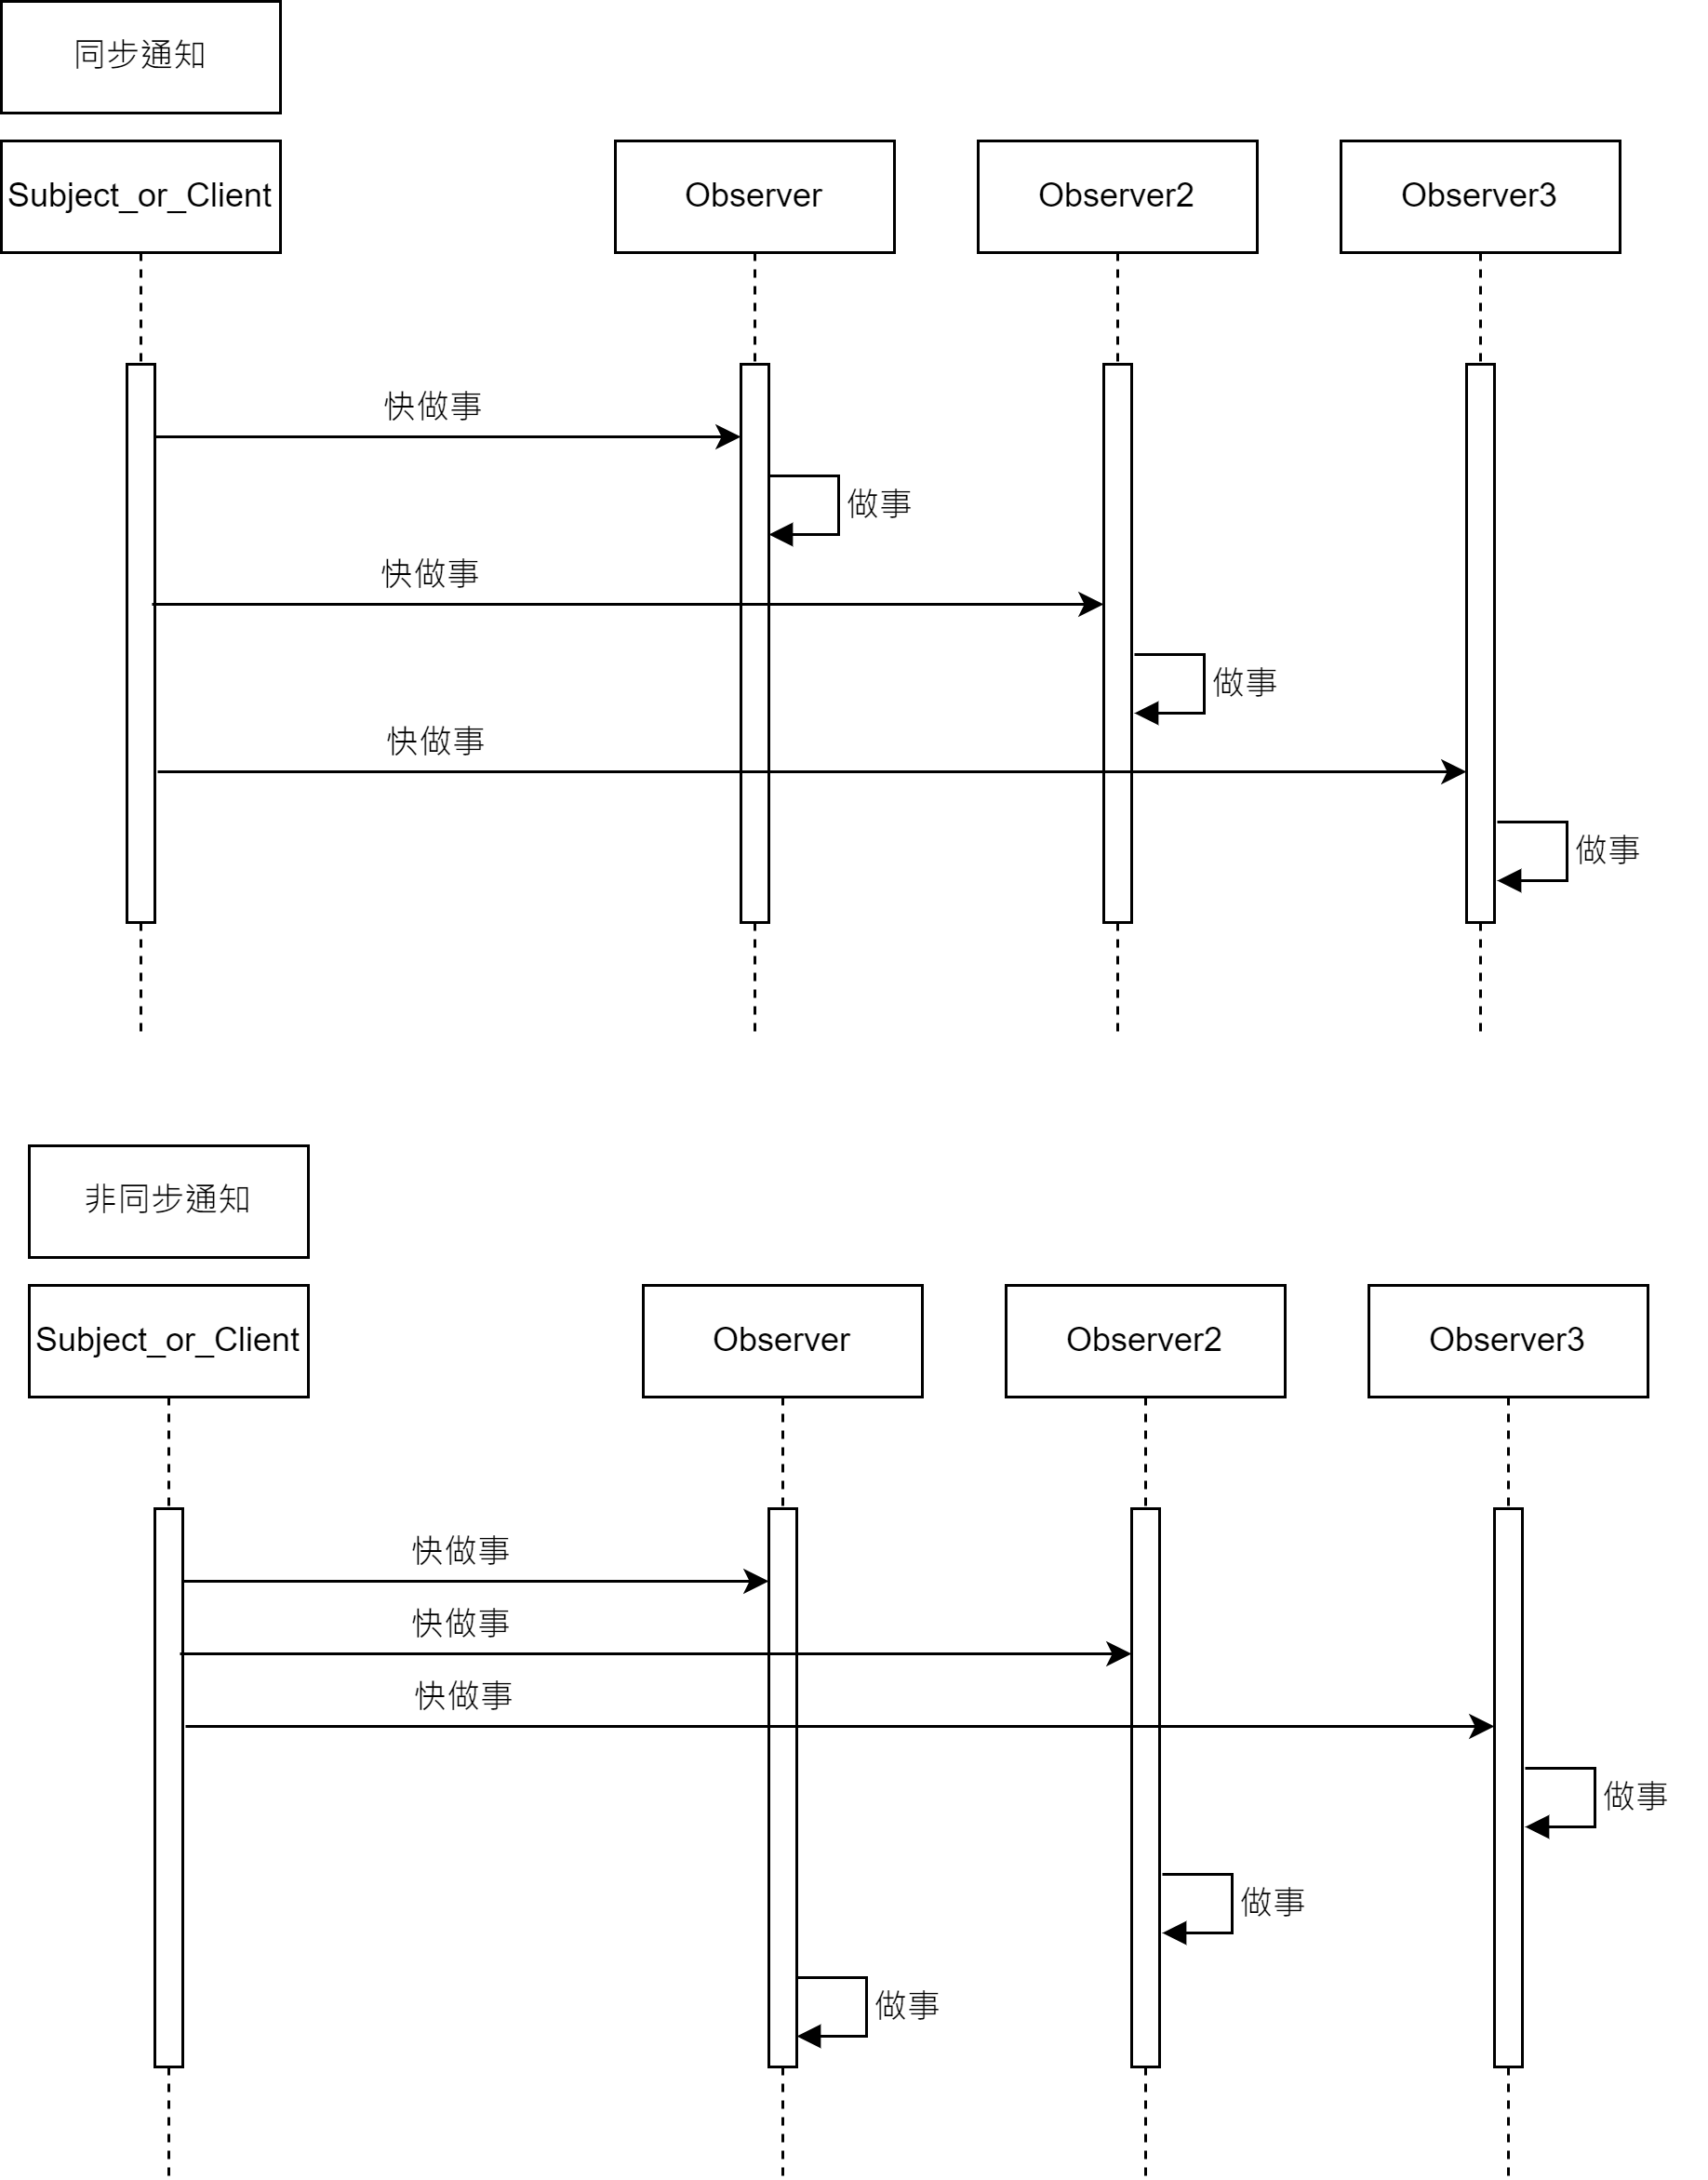 同步通知
Subject_or_Client
Observer
Observer2
Observer3
快做事
做事
快做事
做事
快做事
做事
非同步通知
Subject_or_Client
Observer
Observer2
Observer3
快做事
快做事
快做事
做事
做事
做事